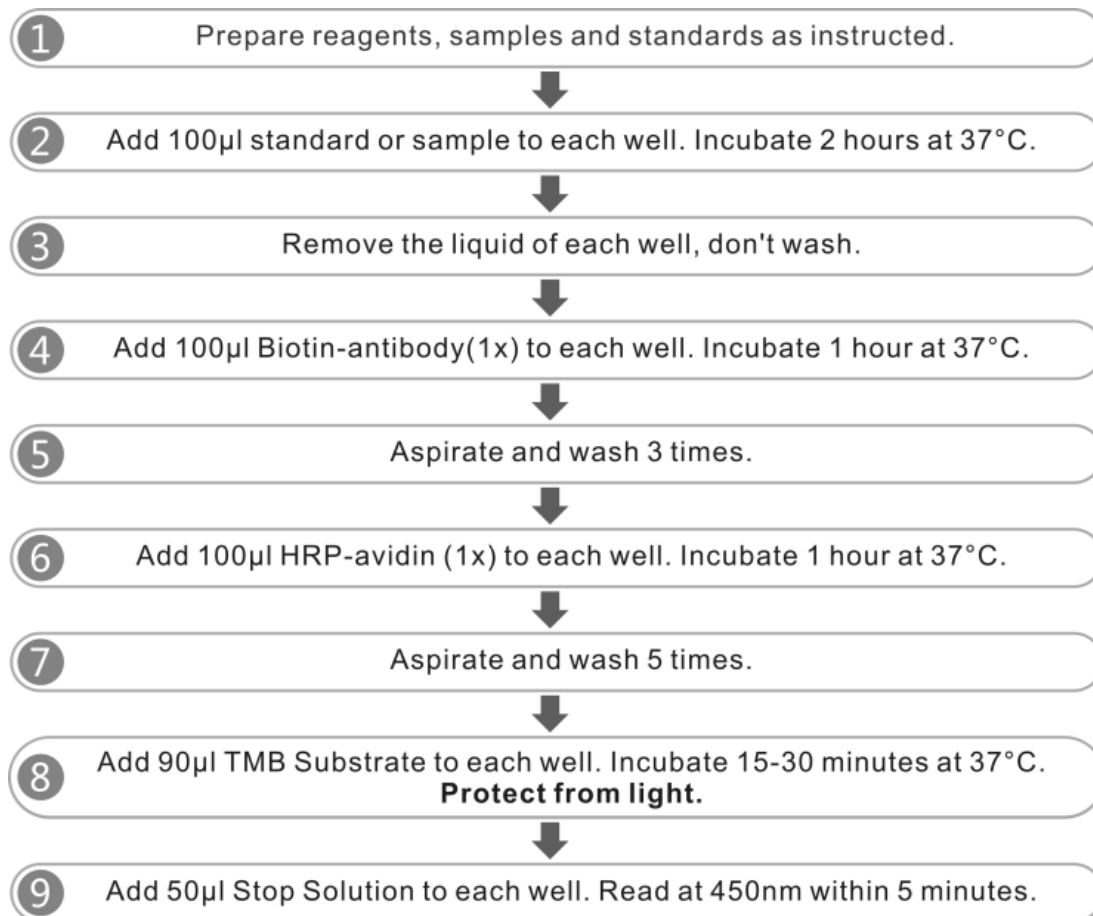 1 Prepare reagents, samples and standards as instructed.
2 Add 100µl standard or sample to each well. Incubate 2 hours at 37°C.
3 Remove the liquid of each well, don't wash.
4 Add 100µl Biotin-antibody(1x) to each well. Incubate 1 hour at 37°C.
5 Aspirate and wash 3 times.
6 Add 100µl HRP-avidin (1x) to each well. Incubate 1 hour at 37°C.
7 Aspirate and wash 5 times.
8 Add 90µl TMB Substrate to each well. Incubate 15-30 minutes at 37°C.
Protect from light.
9 Add 50µl Stop Solution to each well. Read at 450nm within 5 minutes.